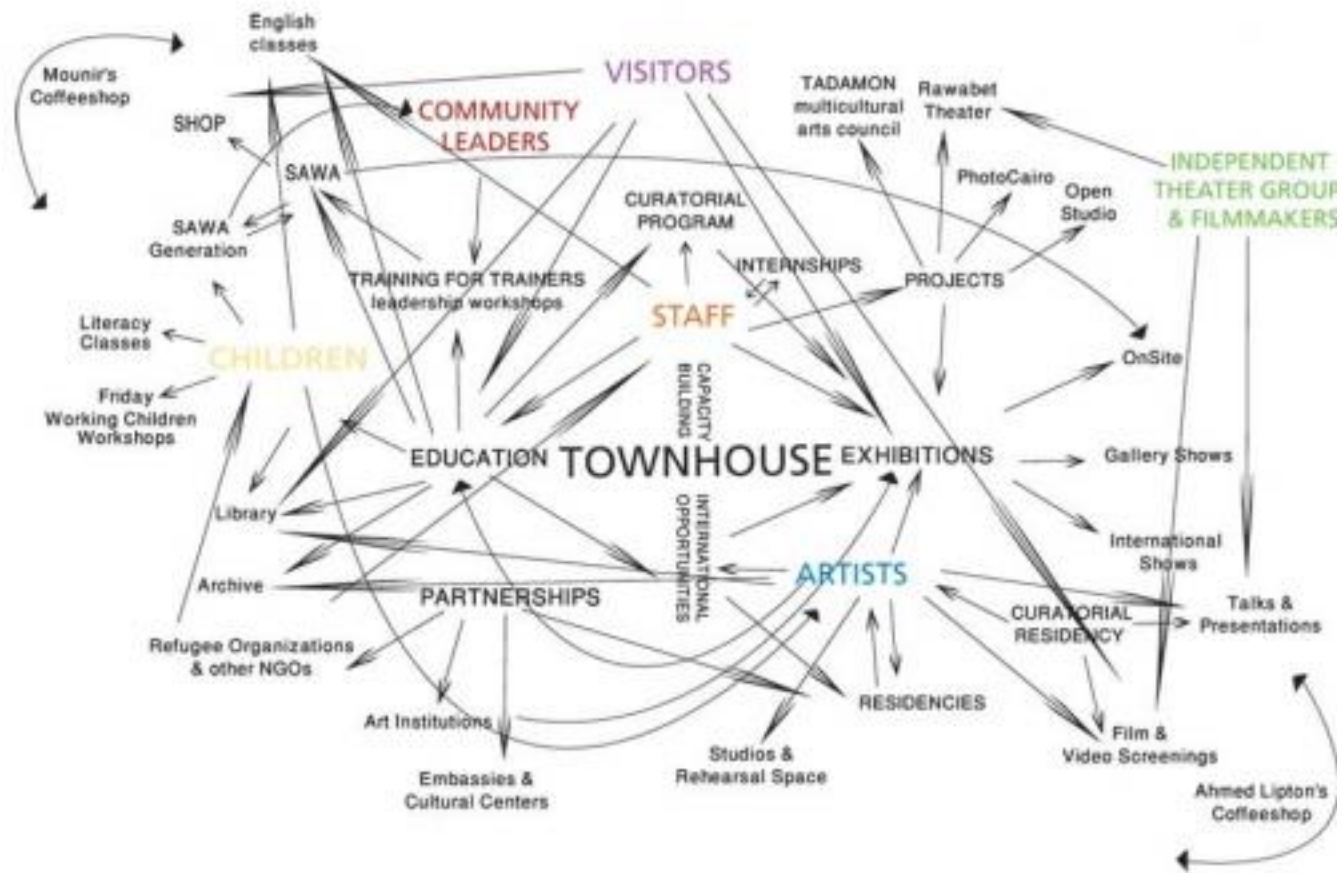 English
classes
Mounir's
Coffeeshop
VISITORS
TADAMON
multicultural
arts council
Rawabet
Theater
SHOP
COMMUNITY
LEADERS
INDEPENDENT
THEATER GROUP
& FILMMAKERS
SAWA
PhotoCairo
Open
Studio
CURATORIAL
PROGRAM
SAWA
Generation
TRAINING FOR TRAINERS
leadership workshops
INTERNSHIPS
PROJECTS
STAFF
Literacy
Classes
CHILDREN
OnSite
Friday
Working Children
Workshops
CAPACITY
BUILDING
EDUCATION
TOWNHOUSE
EXHIBITIONS
Gallery Shows
Library
INTERNATIONAL
OPPORTUNITIES
International
Shows
Archive
PARTNERSHIPS
ARTISTS
CURATORIAL
RESIDENCY
Talks &
Presentations
Refugee Organizations
& other NGOs
RESIDENCIES
Art Institutions
Studios &
Rehearsal Space
Film &
Video Screenings
Embassies &
Cultural Centers
Ahmed Lipton's
Coffeeshop